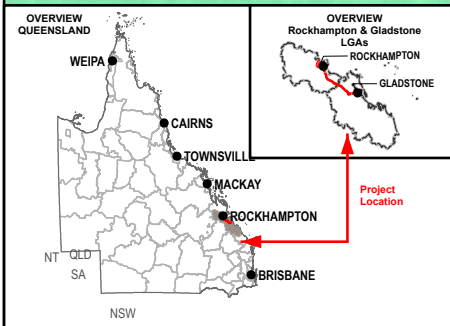 OVERVIEW
QUEENSLAND
WEIPA
CAIRNS
TOWNSVILLE
MACKAY
ROCKHAMPTON
BRISBANE
NT
QLD
SA
NSW
OVERVIEW
Rockhampton & Gladstone
LGAs
ROCKHAMPTON
GLADSTONE
Project
Location